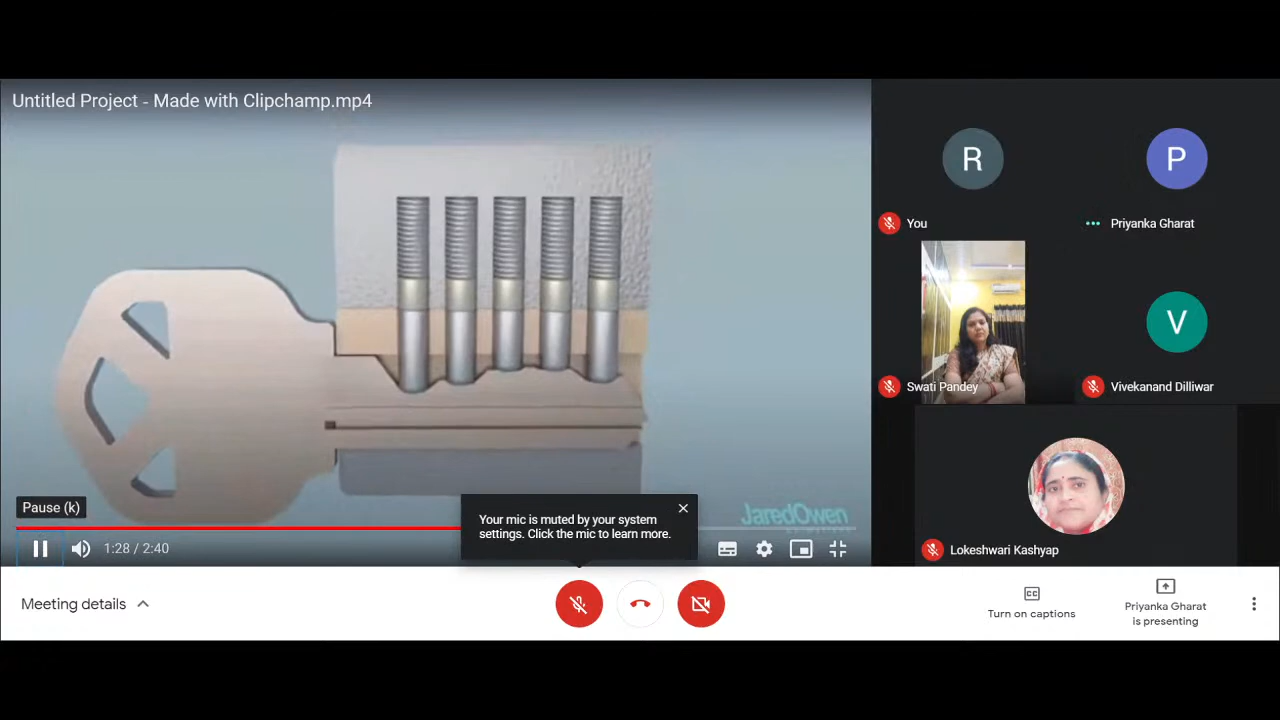 Untitled Project - Made with Clipchamp.mp4
R
P
You
Priyanka Gharat
V
Swati Pandey
Vivekanand Dilliwar
Lokeshwari Kashyap
Pause (k)
JaredOwen
Your mic is muted by your system
settings. Click the mic to learn more.
1:28 / 2:40
Meeting details
CC
Turn on captions
Priyanka Gharat
is presenting